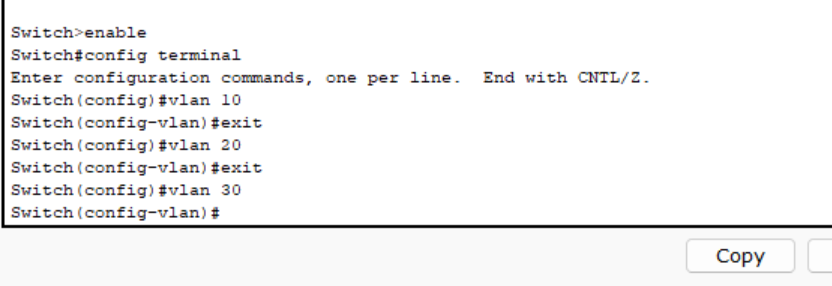 Switch>enable
Switch#config terminal
Enter configuration commands, one per line.  End with CNTL/Z.
Switch(config)#vlan 10
Switch(config-vlan)#exit
Switch(config)#vlan 20
Switch(config-vlan)#exit
Switch(config)#vlan 30
Switch(config-vlan)#
Copy